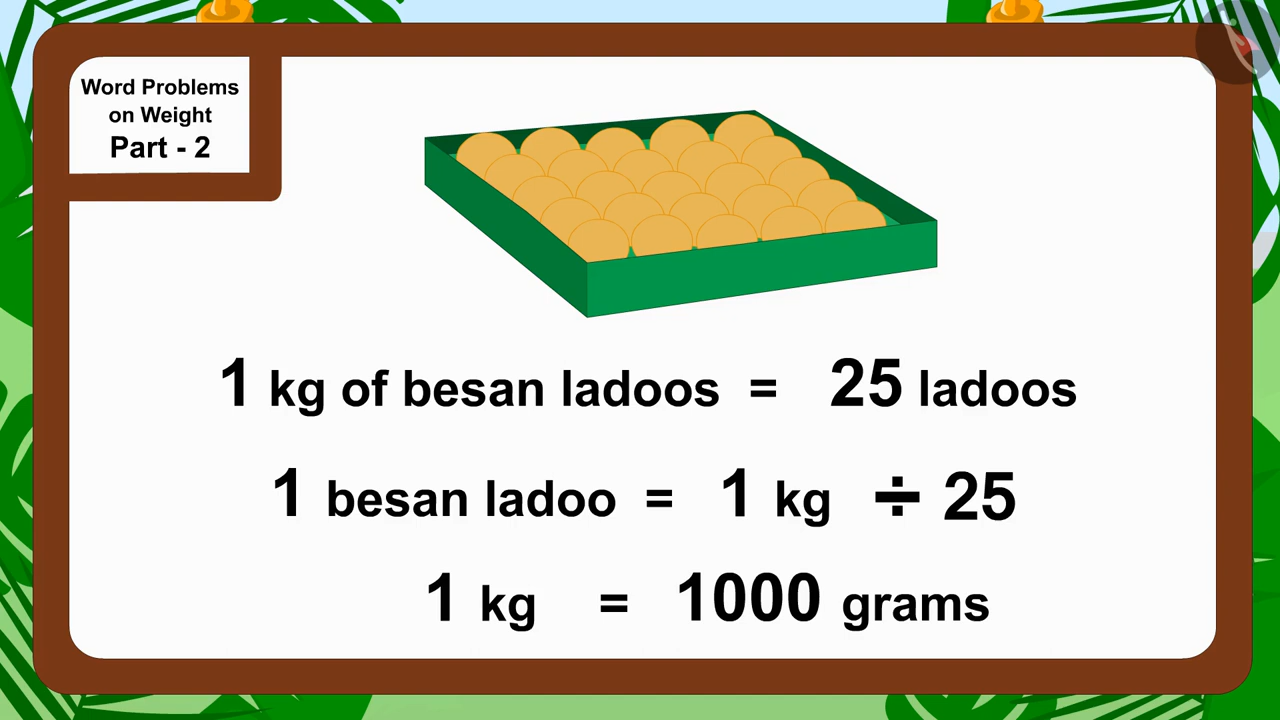 Word Problems
on Weight
Part - 2
1 kg of besan ladoos = 25 ladoos
1 besan ladoo = 1 kg ÷ 25
1 kg = 1000 grams